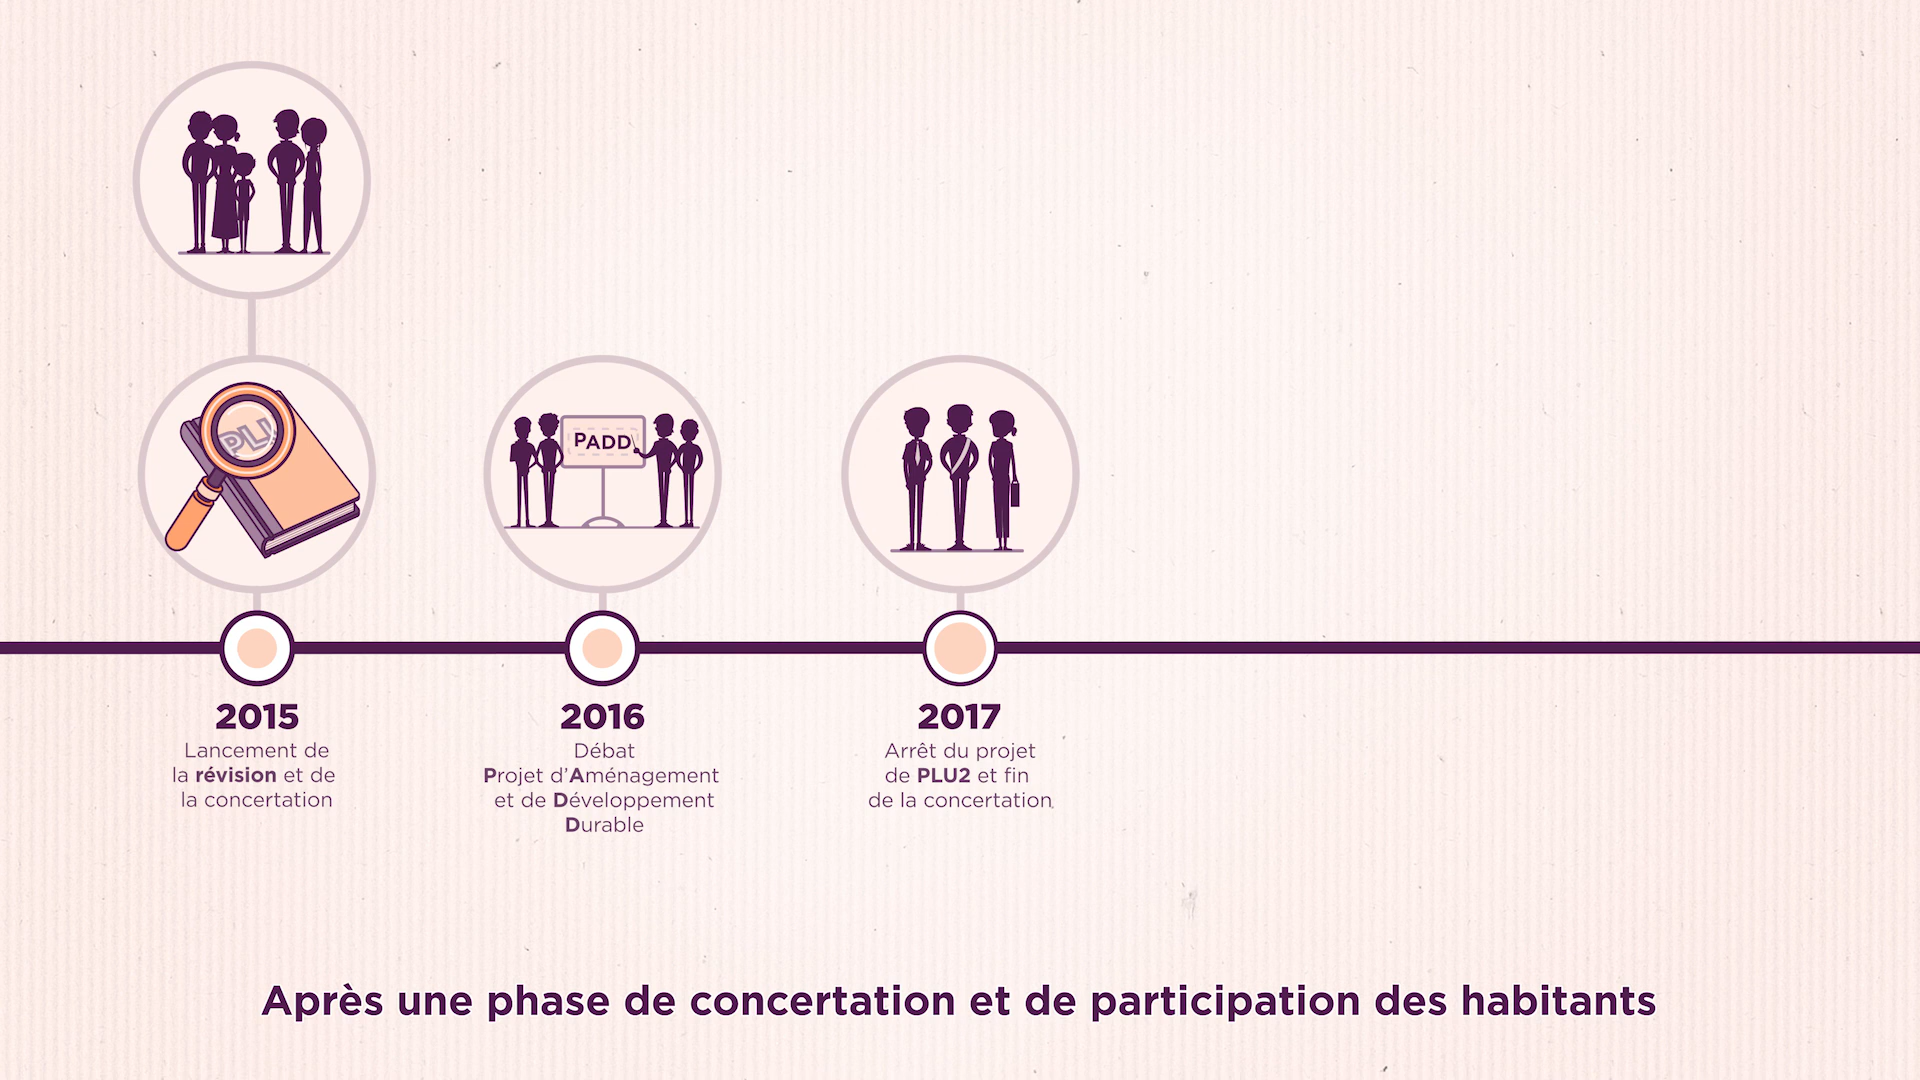 PLU
PADD
2015
Lancement de
la révision et de
la concertation
2016
Débat
Projet d'Aménagement
et de Développement
Durable
2017
Arrêt du projet
de PLU2 et fin
de la concertation
Après une phase de concertation et de participation des habitants